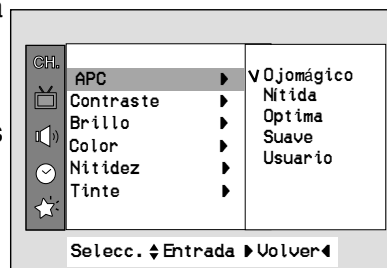 CH.
APC
Contraste
Brillo
Color
Nitidez
Tinte
Ojomágico
Nítida
Optima
Suave
Usuario
Selecc. Entrada Volver